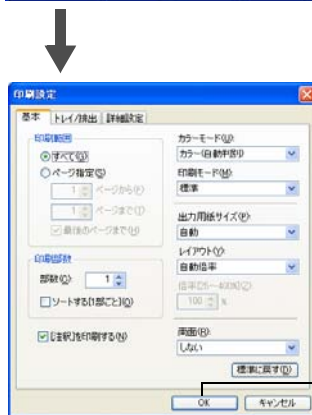 印刷設定
基本
トレイ/排出
詳細設定
印刷範囲
すべて(G)
ページ指定(S)
1 ページから(F)
1 ページまで(T)
最後のページまで(H)
印刷部数
部数(Q): 1
ソートする[1部ごと](O)
[注釈]を印刷する(N)
カラーモード(U):
カラー(自動判別)
印刷モード(M):
標準
出力用紙サイズ(P):
自動
レイアウト(Y):
自動倍率
倍率[25~400%](Z):
100 %
両面(B):
しない
標準に戻す(D)
OK
キャンセル